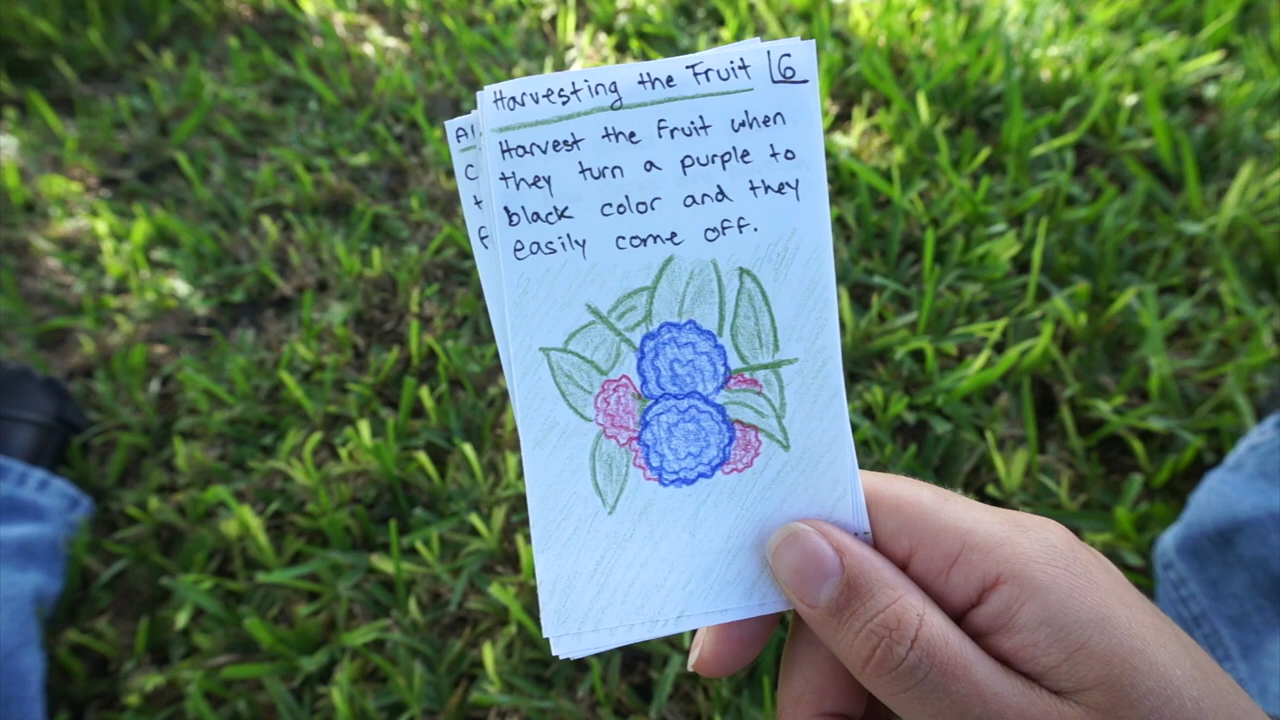 Harvesting the Fruit 6
Harvest the fruit when
they turn a purple to
black color and they
easily come off.
Al
C
t
f